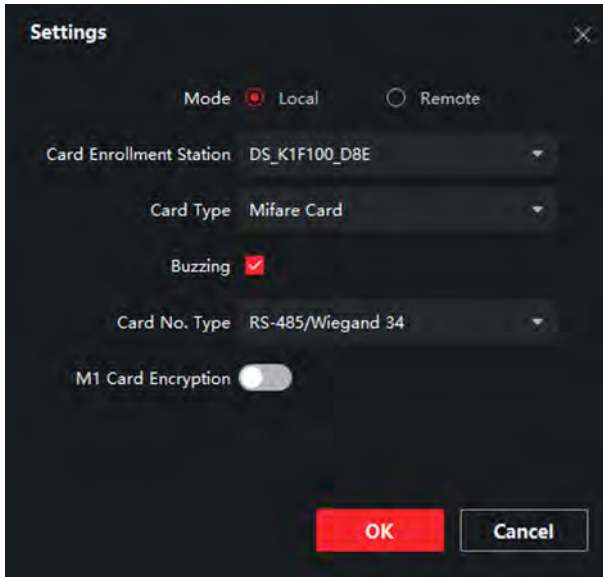 Settings
Mode Local Remote
Card Enrollment Station DS_K1F100_D8E
Card Type Mifare Card
Buzzing
Card No. Type RS-485/Wiegand 34
M1 Card Encryption
OK Cancel